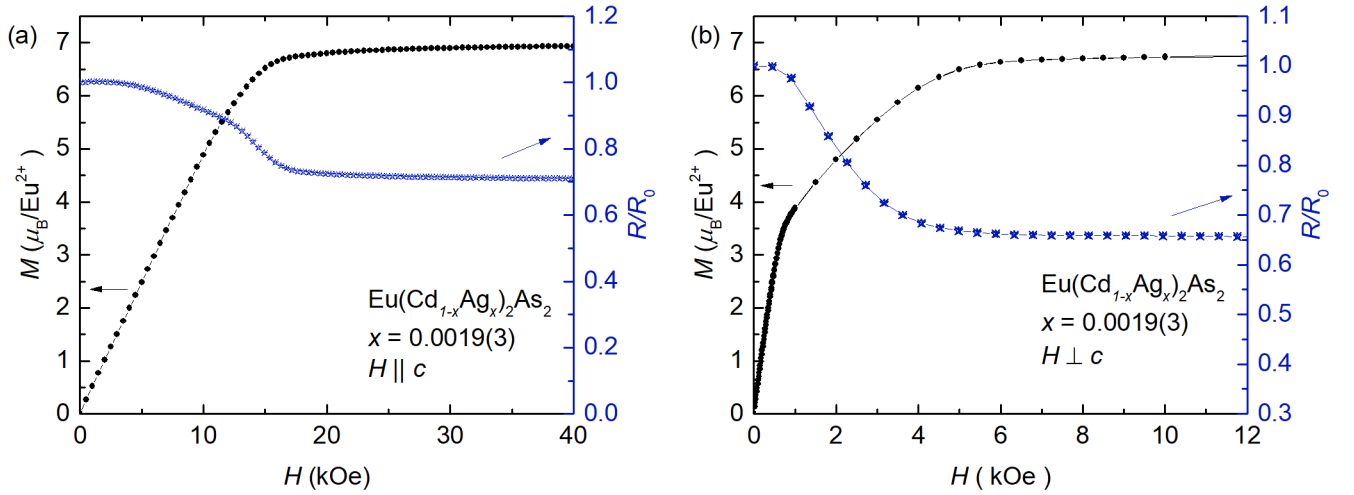 (a)
7
6
5
4
3
2
1
0
M (μ_B/Eu²⁺)
1.2
1.0
0.8
0.6
0.4
0.2
0.0
R/R₀
Eu(Cd₁₋ₓAgₓ)₂As₂
x = 0.0019(3)
H || c
0 10 20 30 40
H (kOe)
(b)
7
6
5
4
3
2
1
0
M (μ_B/Eu²⁺)
1.1
1.0
0.9
0.8
0.7
0.6
0.5
0.4
0.3
R/R₀
Eu(Cd₁₋ₓAgₓ)₂As₂
x = 0.0019(3)
H ⊥ c
0 2 4 6 8 10 12
H ( kOe )